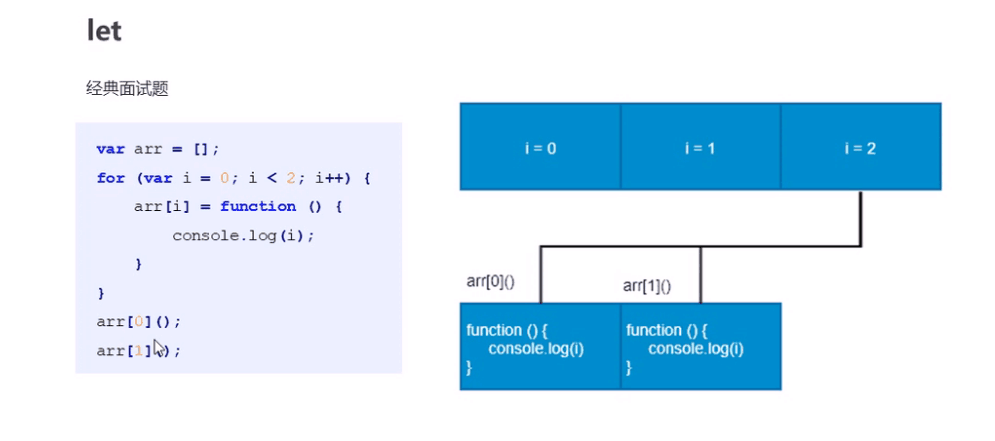 let
经典面试题
var arr = [];
for (var i = 0; i < 2; i++) {
arr[i] = function () {
console.log(i);
}
}
arr[0]();
arr[1]();
i = 0
i = 1
i = 2
arr[0]()
arr[1]()
function () {
console.log(i)
}
function () {
console.log(i)
}